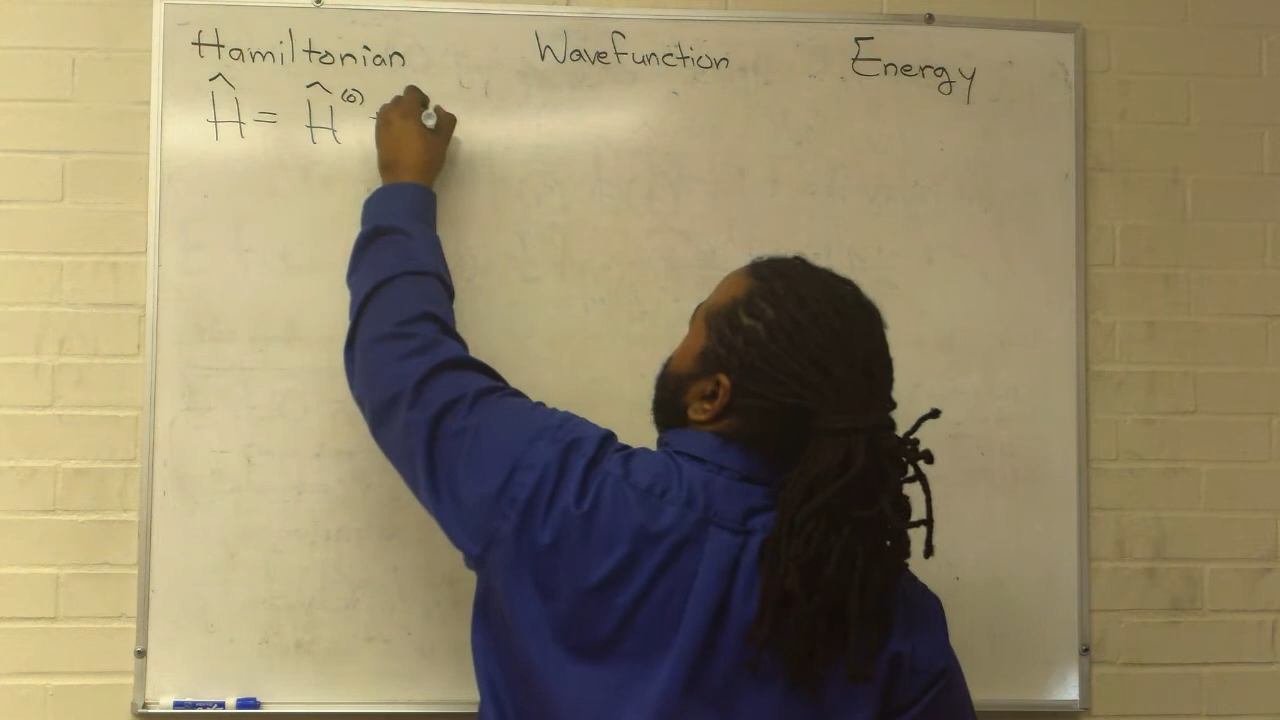 Hamiltonian Wavefunction Energy
Ĥ = Ĥ⁽⁰⁾